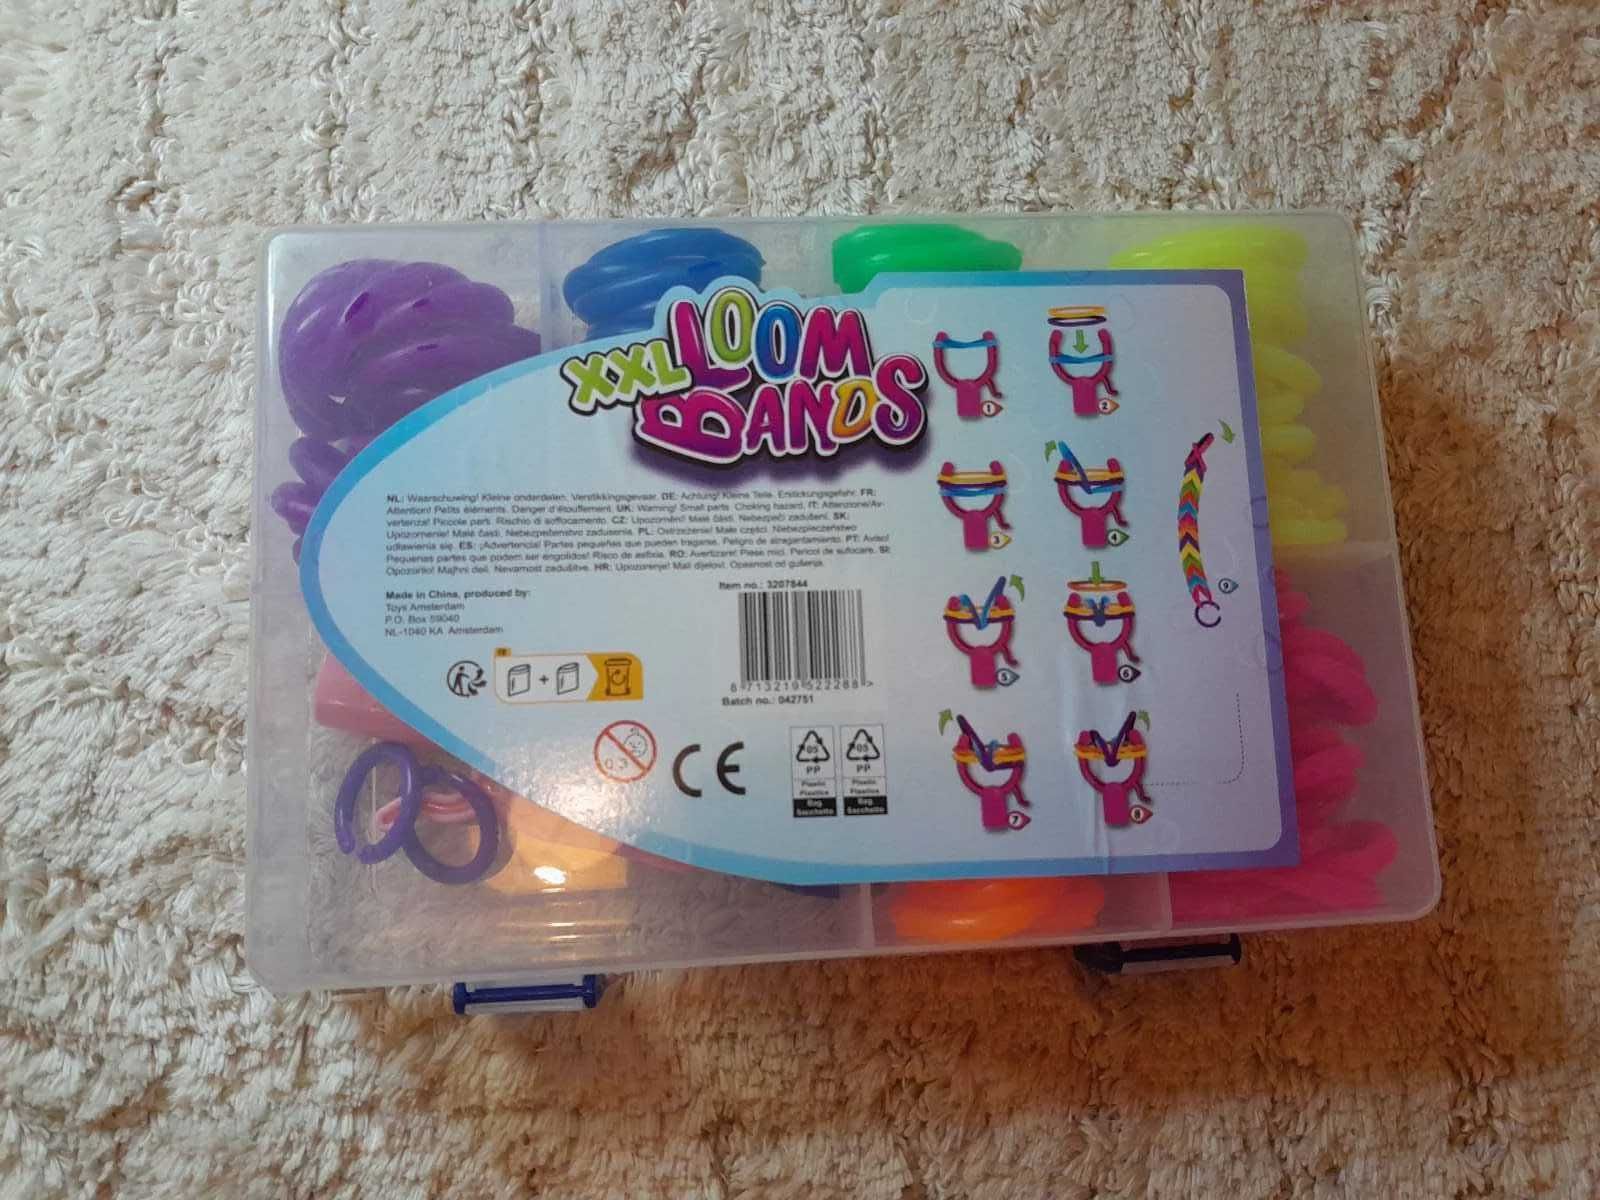 XXL LOOM
BANDS
NL: Waarschuwing! Kleine onderdelen. Verstikkingsgevaar. DE: Achtung! Kleine Teile. Erstickungsgefahr. FR:
Attention! Petits éléments. Danger d'étouffement. UK: Warning! Small parts. Choking hazard. IT: Attenzione/Av-
vertenza! Piccole parti. Rischio di soffocamento. CZ: Upozornění! Malé části. Nebezpečí zadušení. SK:
Upozornenie! Malé časti. Nebezpečenstvo zadusenia. PL: Ostrzeżenie! Małe części. Niebezpieczeństwo
udławienia się. ES: ¡Advertencia! Partes pequeñas que pueden tragarse. Peligro de atragantamiento. PT: Aviso!
Pequenas partes que podem ser engolidos! Risco de asfixia. RO: Avertizare! Piese mici. Pericol de sufocare. SI:
Opozorilo! Majhni deli. Nevarnost zadušitve. HR: Upozorenje! Mali dijelovi. Opasnost od gušenja.
Made in China, produced by:
Toys Amsterdam
P.O. Box 59040
NL-1040 KA Amsterdam
Item no.: 3207844
8 713219 522288 >
Batch no.: 042751
FR
+
0-3
CE
05
PP
Plastic
Plastica
Bag
Sacchetto
05
PP
Plastic
Plastica
Bag
Sacchetto
1
2
3
4
5
6
7
8
9